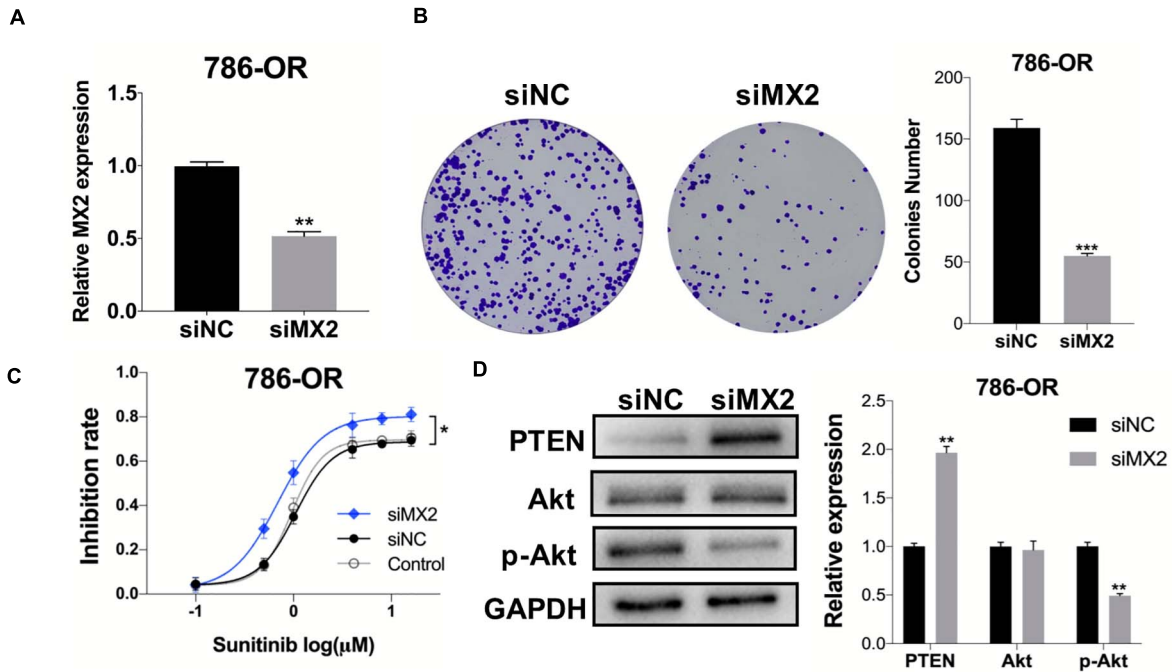 A
786-OR
Relative MX2 expression
1.5
1.0
0.5
0.0
**
siNC
siMX2
B
siNC
siMX2
786-OR
Colonies Number
200
150
100
50
0
***
siNC
siMX2
C
786-OR
Inhibition rate
1.0
0.8
0.6
0.4
0.2
0.0
*
siMX2
siNC
Control
-1
0
1
Sunitinib log(μM)
D
siNC
siMX2
PTEN
Akt
p-Akt
GAPDH
786-OR
Relative expression
2.5
2.0
1.5
1.0
0.5
0.0
**
**
siNC
siMX2
PTEN
Akt
p-Akt